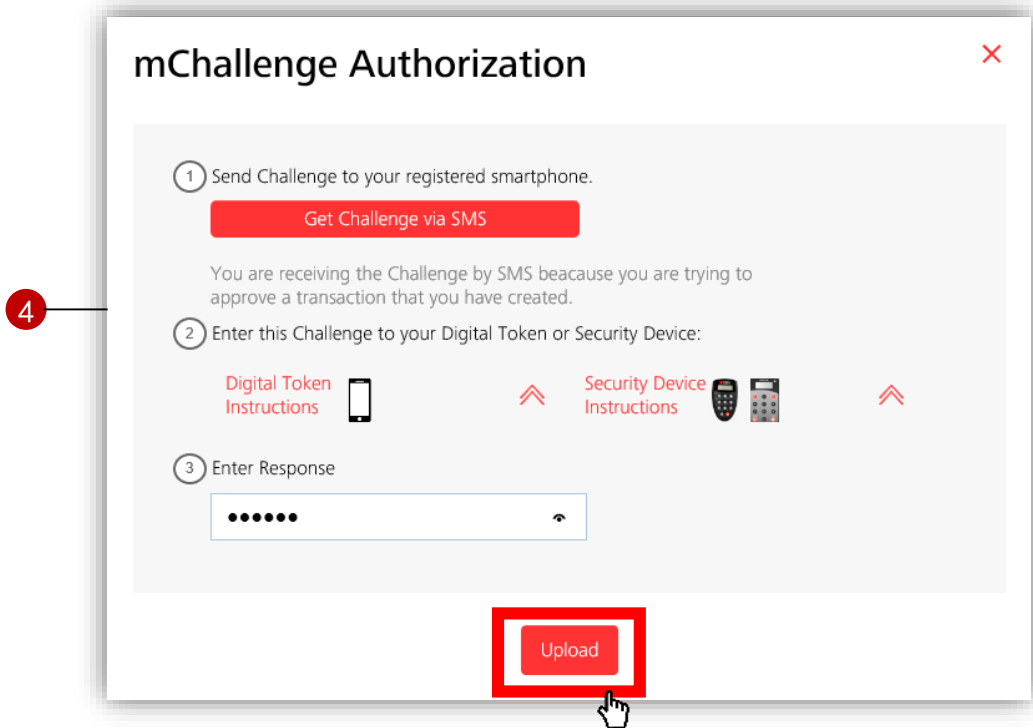 mChallenge Authorization
1 Send Challenge to your registered smartphone.
Get Challenge via SMS
You are receiving the Challenge by SMS beacause you are trying to
approve a transaction that you have created.
4
2 Enter this Challenge to your Digital Token or Security Device:
Digital Token
Instructions
Security Device
Instructions
3 Enter Response
••••••
Upload